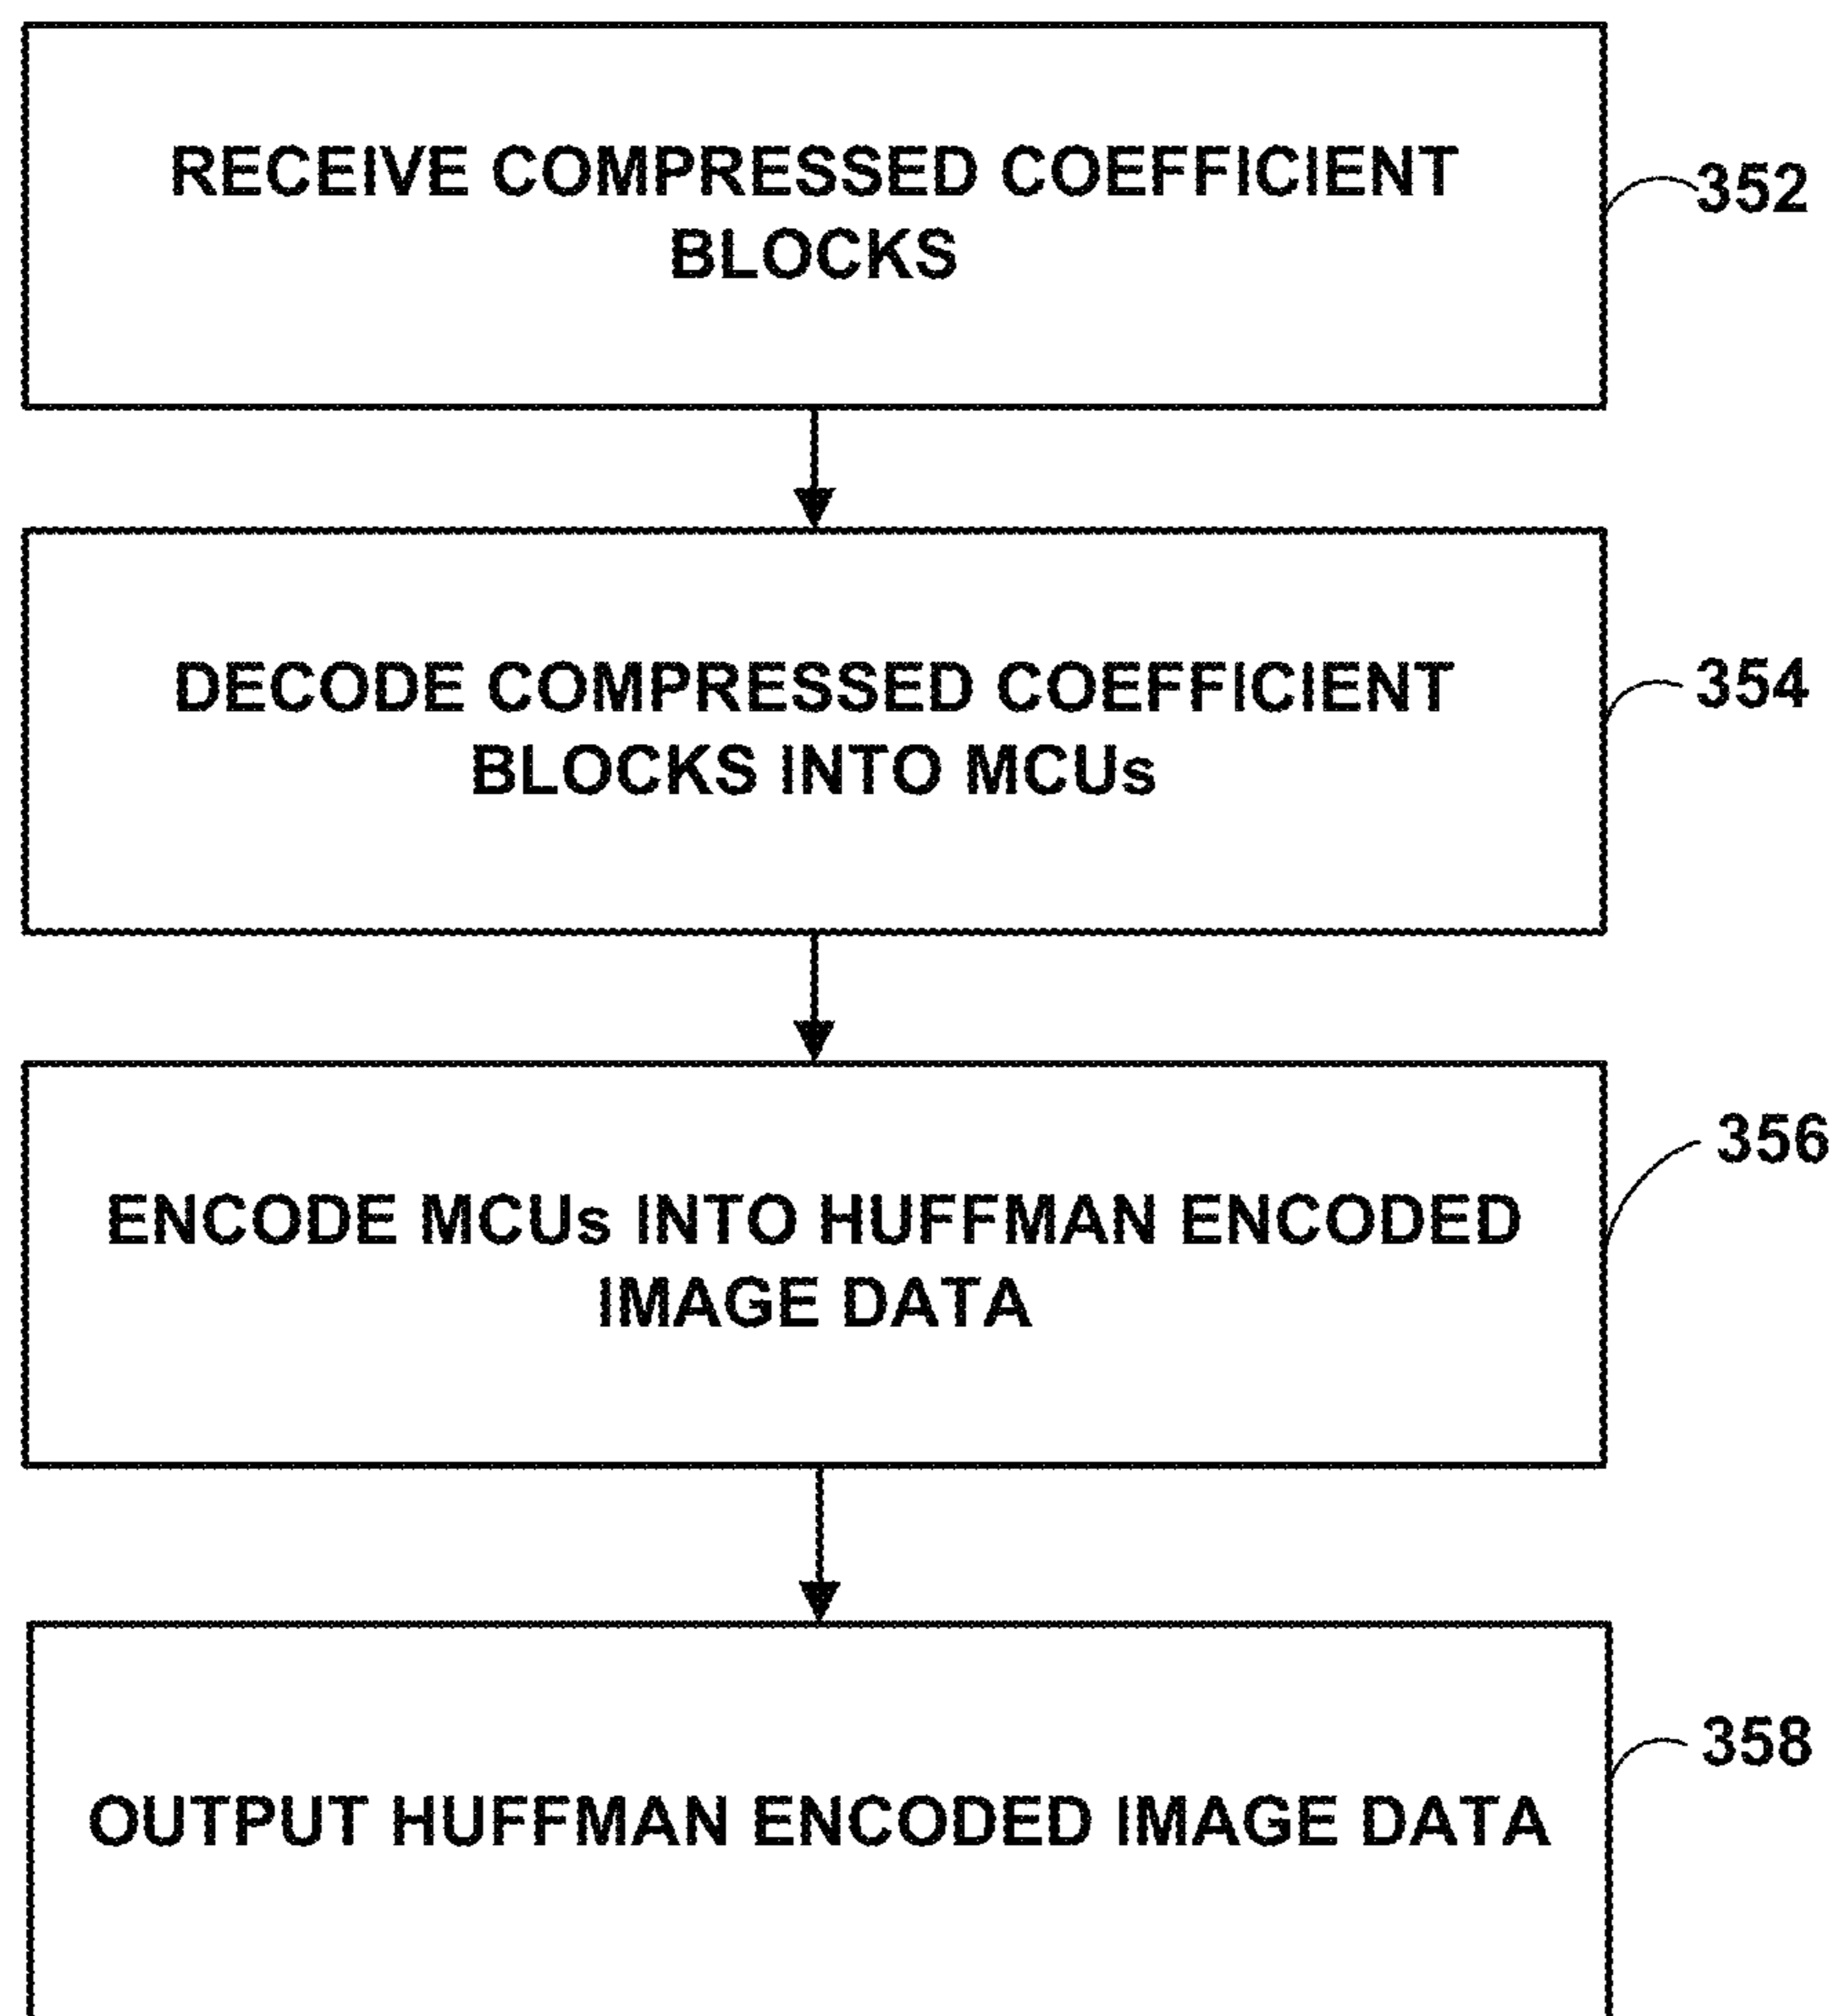 RECEIVE COMPRESSED COEFFICIENT
BLOCKS
352
DECODE COMPRESSED COEFFICIENT
BLOCKS INTO MCUs
354
ENCODE MCUs INTO HUFFMAN ENCODED
IMAGE DATA
356
OUTPUT HUFFMAN ENCODED IMAGE DATA
358